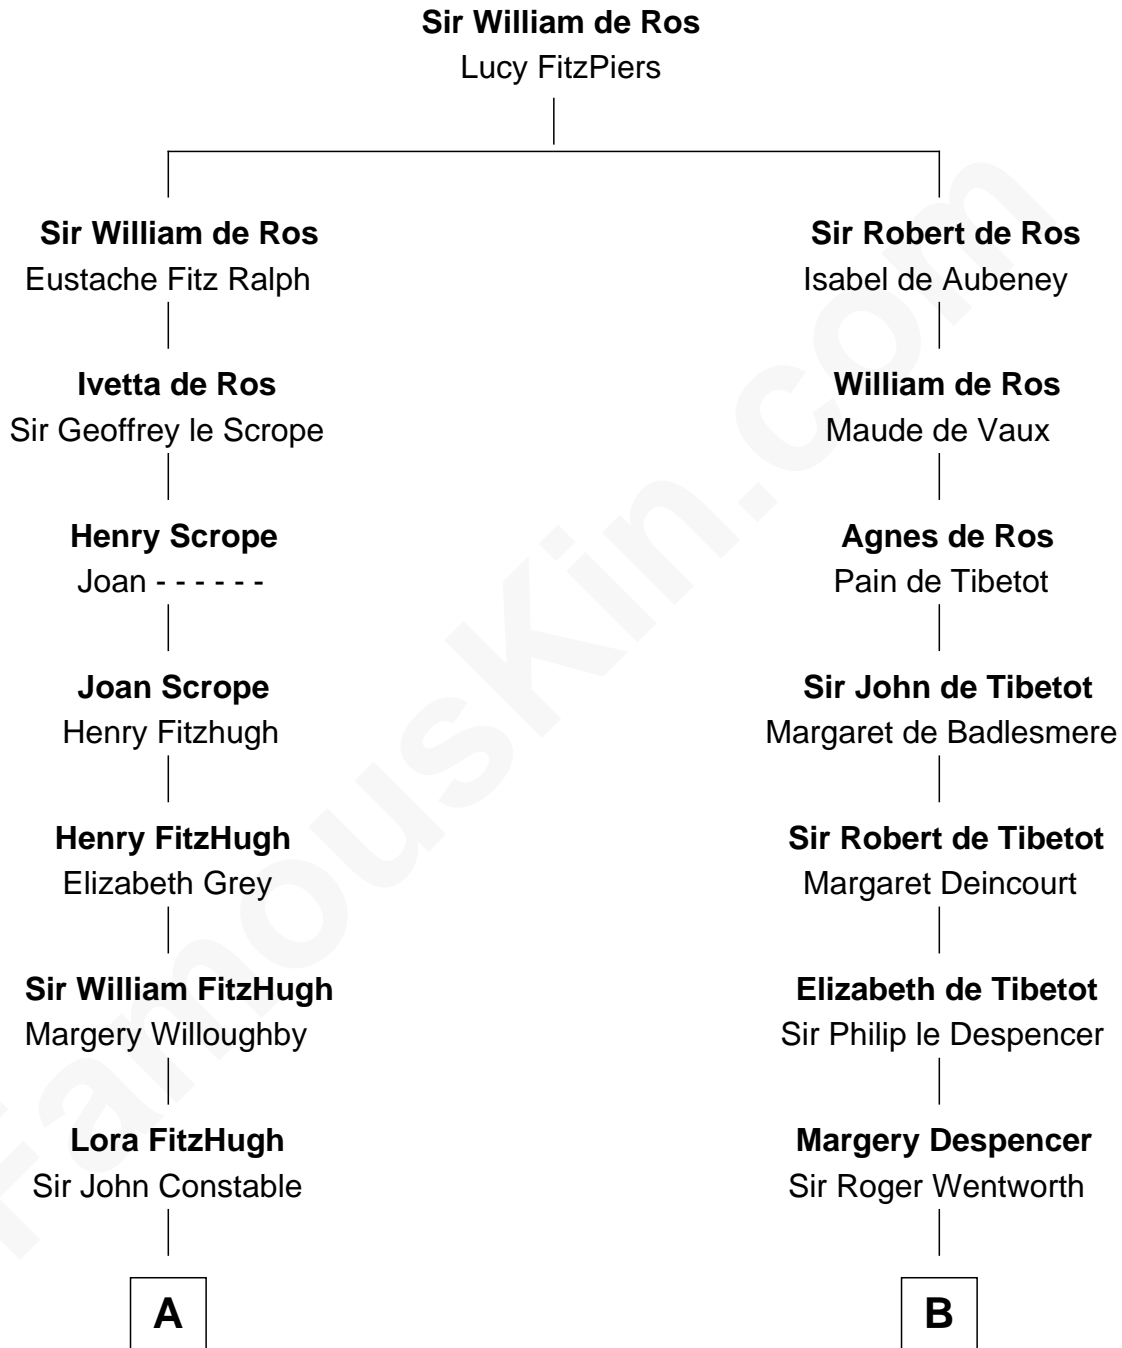 Sir William de Ros
Lucy FitzPiers
Sir William de Ros
Eustache Fitz Ralph
Sir Robert de Ros
Isabel de Aubeney
Ivetta de Ros
Sir Geoffrey le Scrope
William de Ros
Maude de Vaux
Henry Scrope
Joan - - - - - -
Agnes de Ros
Pain de Tibetot
Joan Scrope
Henry Fitzhugh
Sir John de Tibetot
Margaret de Badlesmere
Henry FitzHugh
Elizabeth Grey
Sir Robert de Tibetot
Margaret Deincourt
Sir William FitzHugh
Margery Willoughby
Elizabeth de Tibetot
Sir Philip le Despencer
Lora FitzHugh
Sir John Constable
Margery Despencer
Sir Roger Wentworth
A
B
FamousKin.com